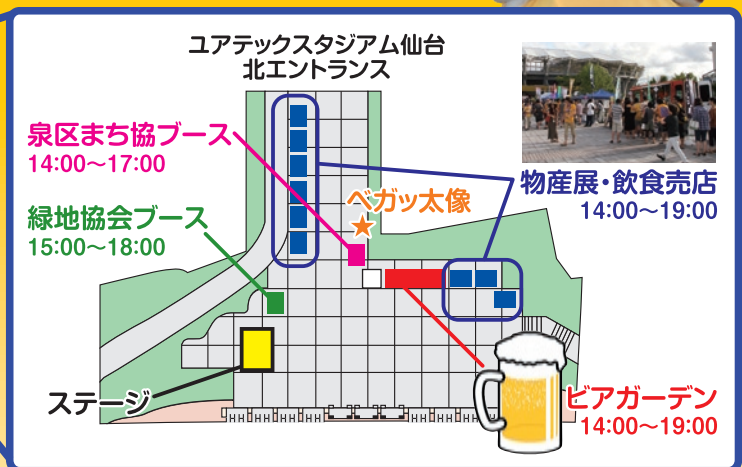 ユアテックスタジアム仙台
北エントランス
泉区まち協ブース
14:00～17:00
物産展・飲食売店
14:00～19:00
ベガッ太像
緑地協会ブース
15:00～18:00
ステージ
ビアガーデン
14:00～19:00